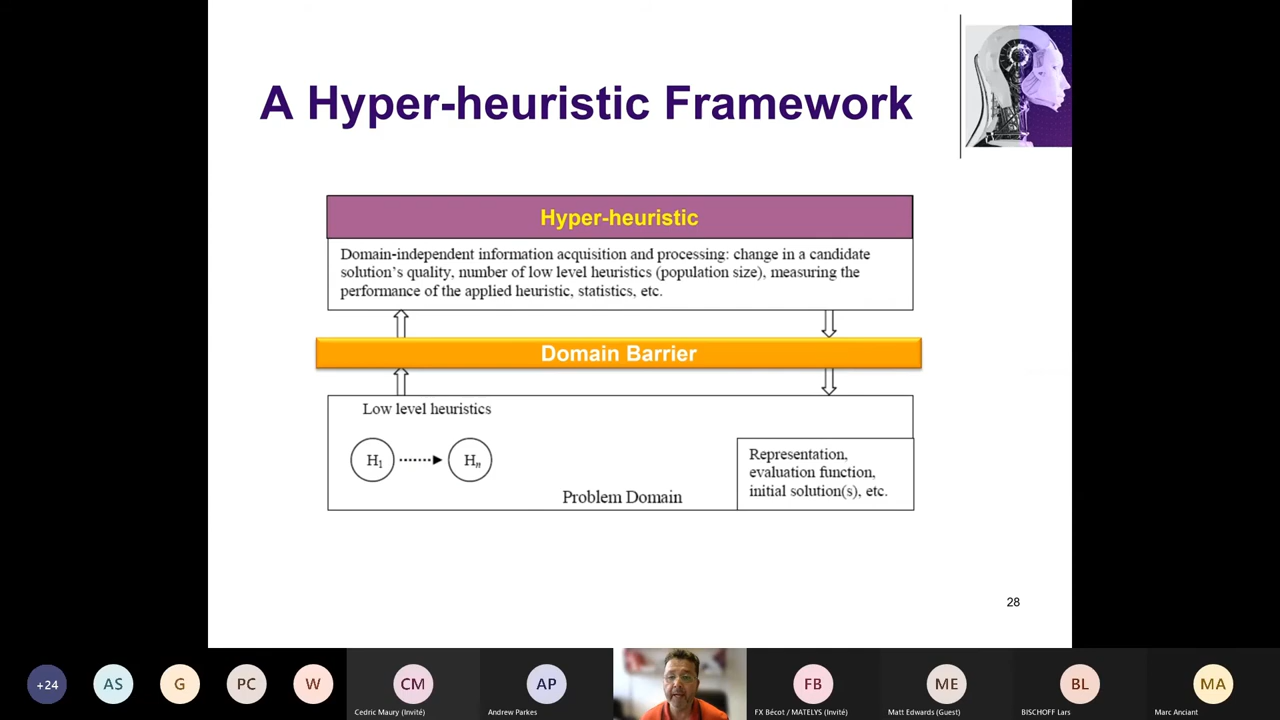 A Hyper-heuristic Framework
Hyper-heuristic
Domain-independent information acquisition and processing: change in a candidate
solution's quality, number of low level heuristics (population size), measuring the
performance of the applied heuristic, statistics, etc.
Domain Barrier
Low level heuristics
H1
Hn
Representation,
evaluation function,
initial solution(s), etc.
Problem Domain
28
+24
AS
G
PC
W
CM
AP
FB
ME
BL
MA
Cedric Maury (Invité)
Andrew Parkes
FX Bécot / MATELYS (Invité)
Matt Edwards (Guest)
BISCHOFF Lars
Marc Anciant